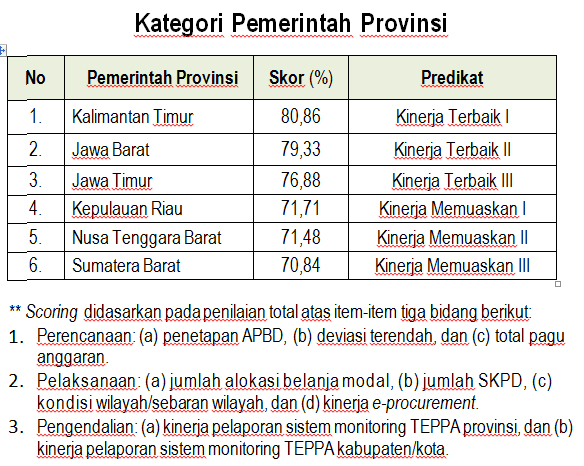 Kategori Pemerintah Provinsi
No Pemerintah Provinsi Skor (%) Predikat
1. Kalimantan Timur 80,86 Kinerja Terbaik I
2. Jawa Barat 79,33 Kinerja Terbaik II
3. Jawa Timur 76,88 Kinerja Terbaik III
4. Kepulauan Riau 71,71 Kinerja Memuaskan I
5. Nusa Tenggara Barat 71,48 Kinerja Memuaskan II
6. Sumatera Barat 70,84 Kinerja Memuaskan III
** Scoring didasarkan pada penilaian total atas item-item tiga bidang berikut:
1. Perencanaan: (a) penetapan APBD, (b) deviasi terendah, dan (c) total pagu
anggaran.
2. Pelaksanaan: (a) jumlah alokasi belanja modal, (b) jumlah SKPD, (c)
kondisi wilayah/sebaran wilayah, dan (d) kinerja e-procurement.
3. Pengendalian: (a) kinerja pelaporan sistem monitoring TEPPA provinsi, dan (b)
kinerja pelaporan sistem monitoring TEPPA kabupaten/kota.